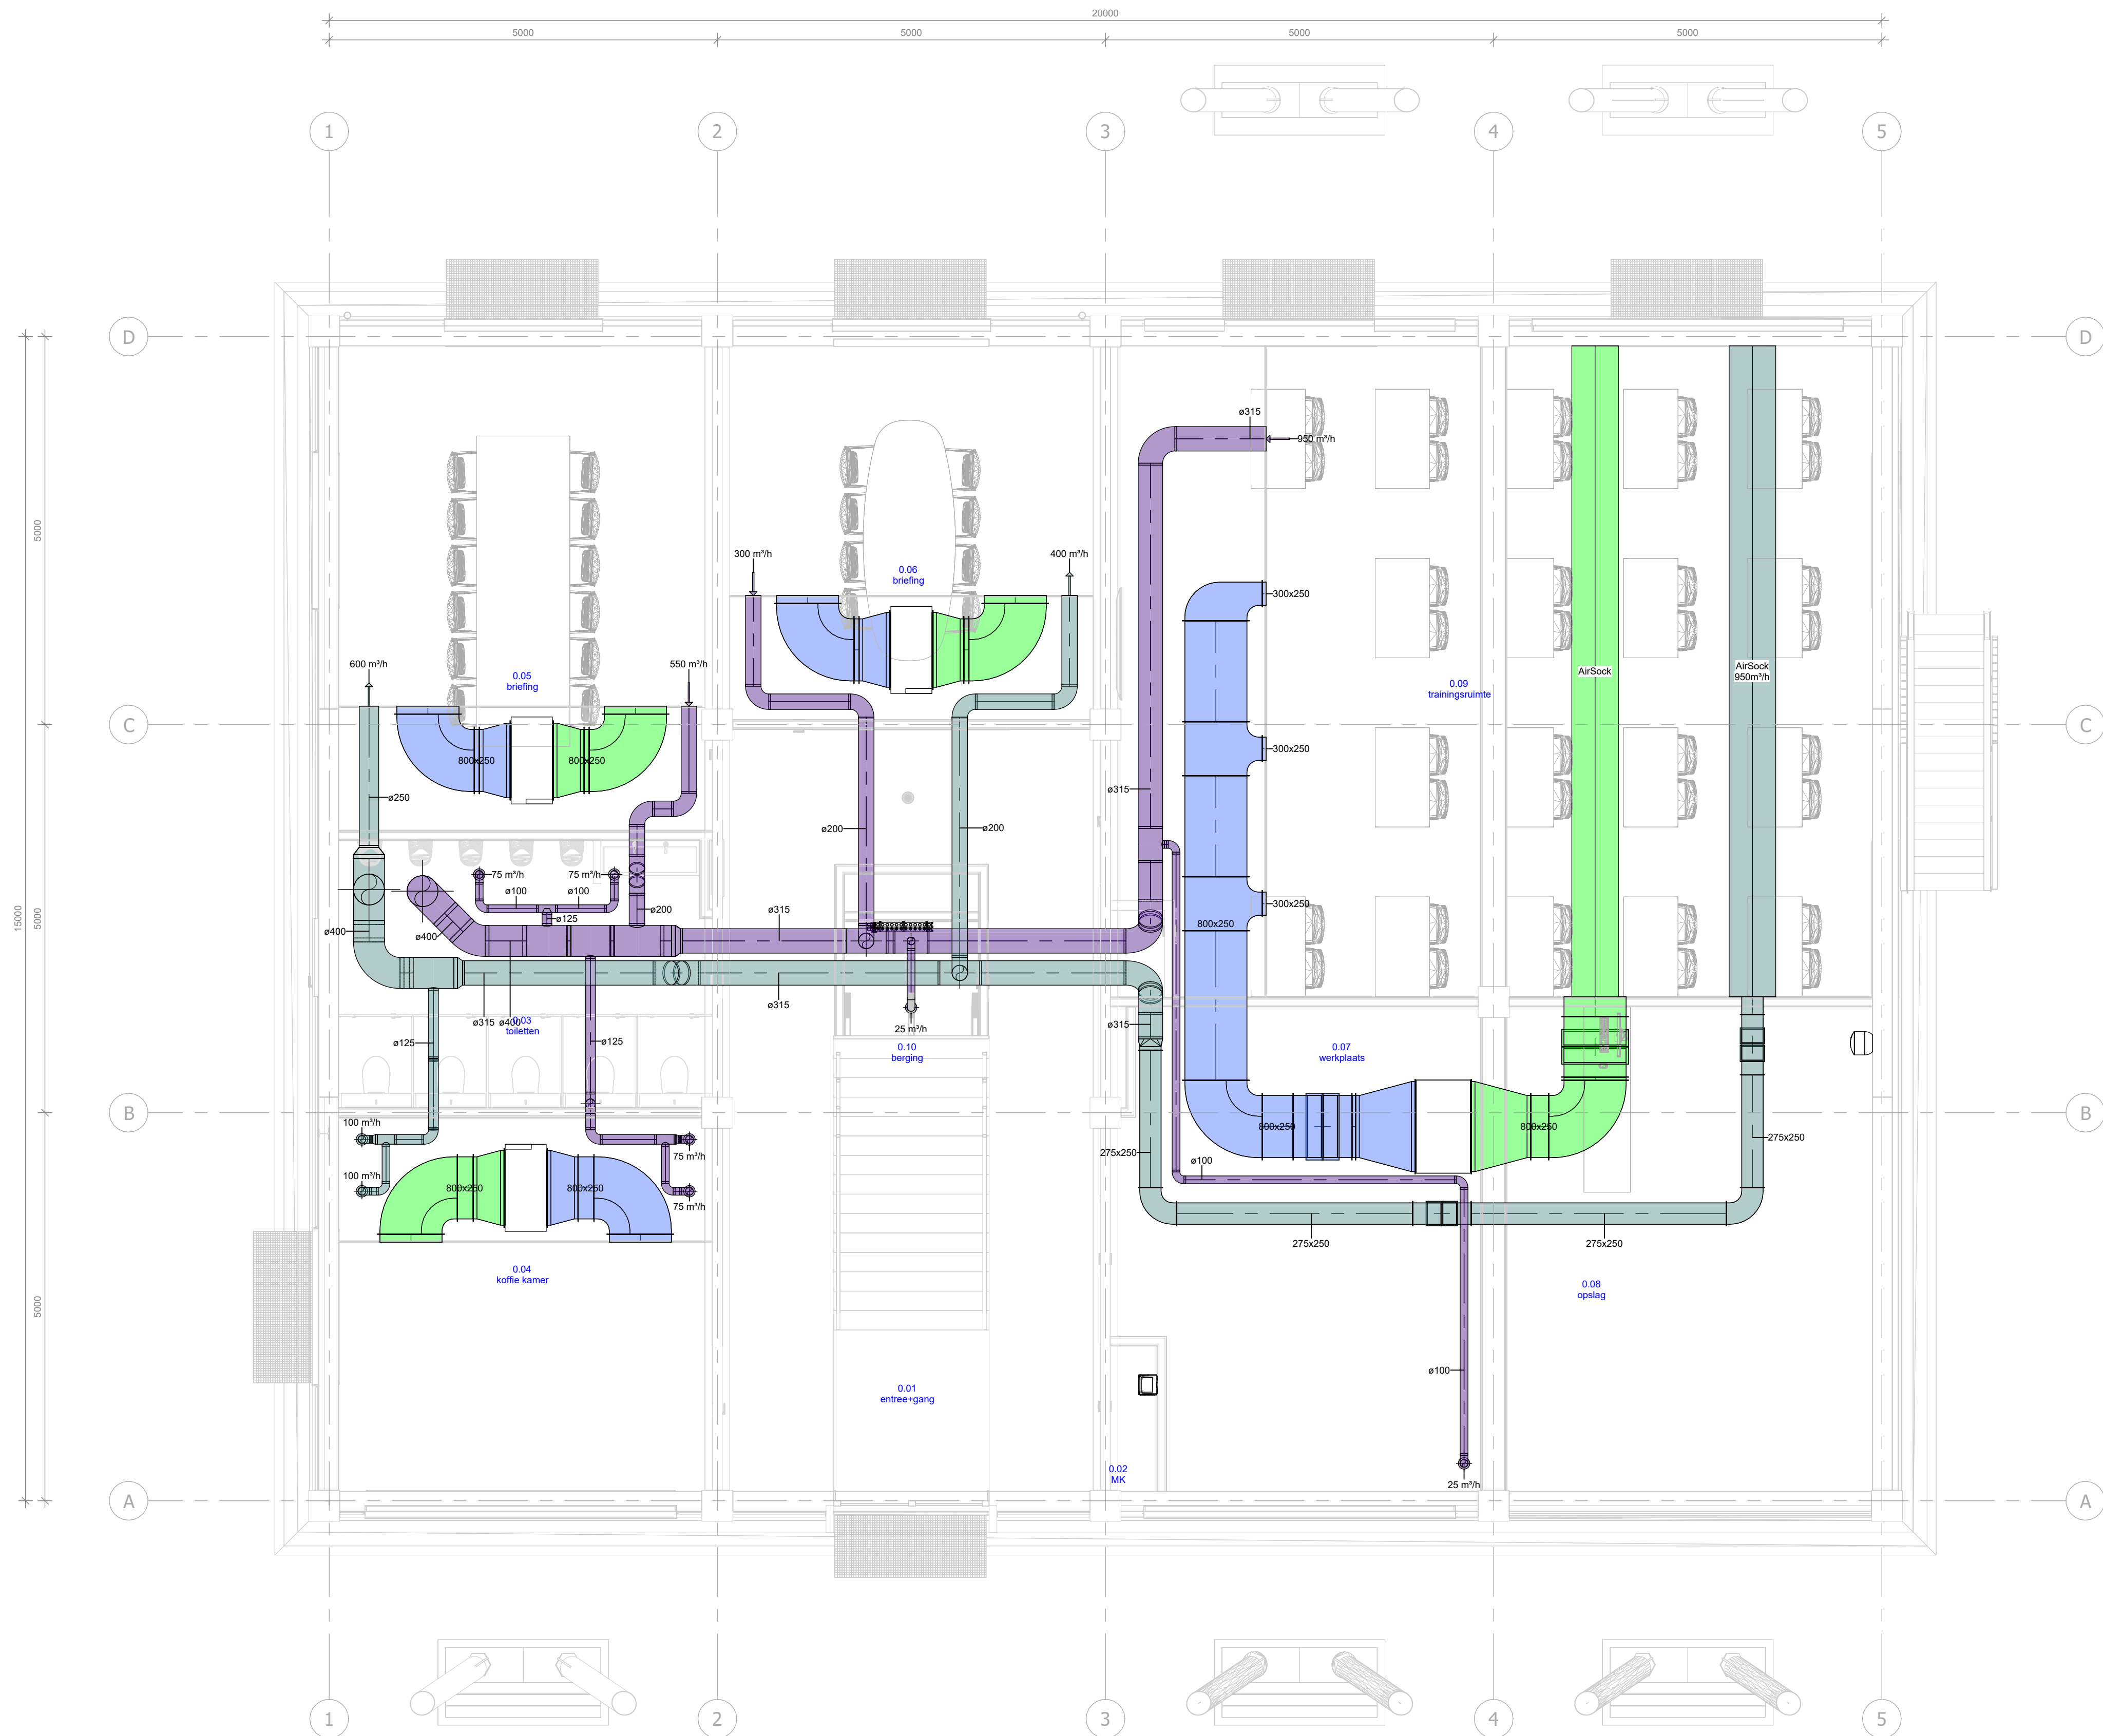 20000
5000
5000
5000
5000
1
2
3
4
5
D
D
ø315
950 m³/h
5000
300 m³/h
400 m³/h
0.06
briefing
300x250
600 m³/h
550 m³/h
0.05
briefing
AirSock
AirSock
950m³/h
0.09
trainingsruimte
C
C
300x250
800x250
800x250
ø250
ø315
ø200
ø200
75 m³/h
75 m³/h
ø100
ø100
ø125
ø200
ø315
300x250
15000
5000
ø400
ø400
800x250
ø315
ø400
ø315
0.03
toiletten
25 m³/h
ø315
ø125
ø125
0.10
berging
0.07
werkplaats
B
B
100 m³/h
800x250
800x250
275x250
75 m³/h
275x250
ø100
100 m³/h
800x250
800x250
75 m³/h
275x250
275x250
0.04
koffie kamer
0.08
opslag
5000
ø100
0.01
entree+gang
0.02
MK
25 m³/h
A
A
1
2
3
4
5